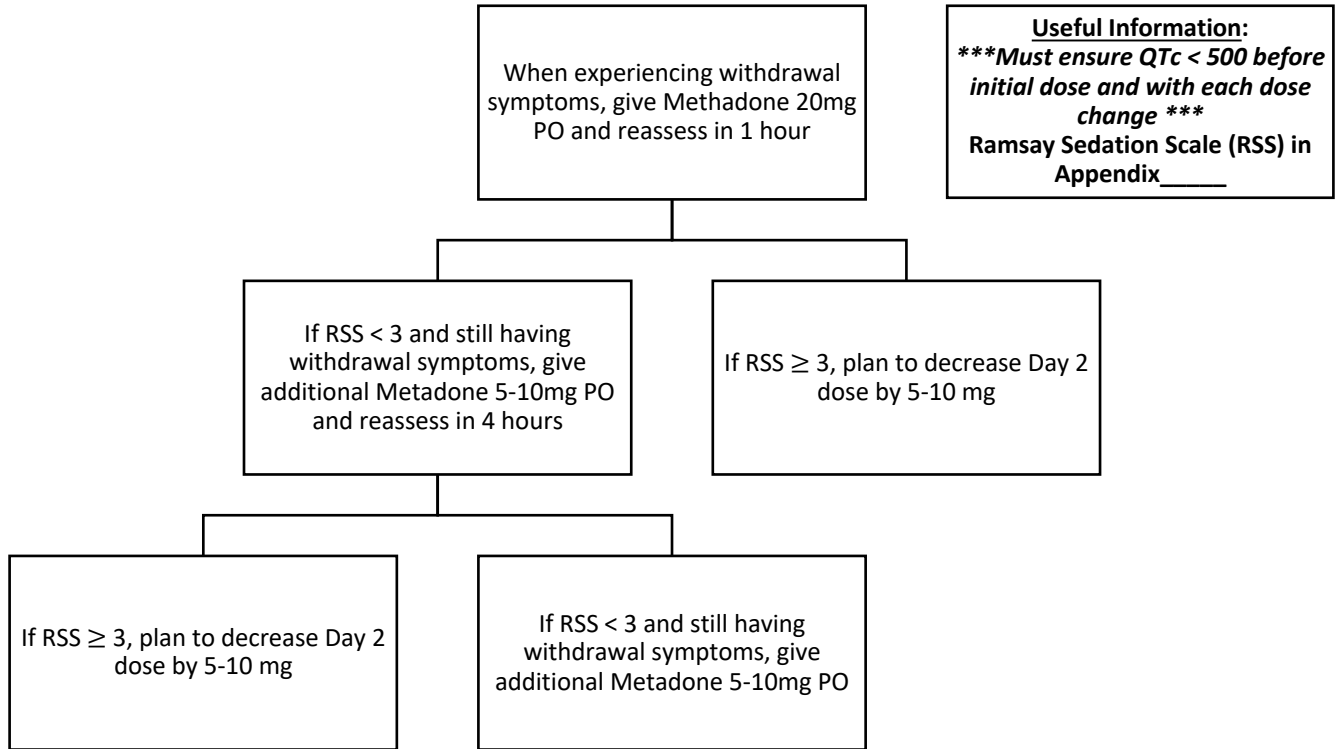 When experiencing withdrawal
symptoms, give Methadone 20mg
PO and reassess in 1 hour
Useful Information:
***Must ensure QTc < 500 before
initial dose and with each dose
change ***
Ramsay Sedation Scale (RSS) in
Appendix_____
If RSS < 3 and still having
withdrawal symptoms, give
additional Metadone 5-10mg PO
and reassess in 4 hours
If RSS ≥ 3, plan to decrease Day 2
dose by 5-10 mg
If RSS ≥ 3, plan to decrease Day 2
dose by 5-10 mg
If RSS < 3 and still having
withdrawal symptoms, give
additional Metadone 5-10mg PO